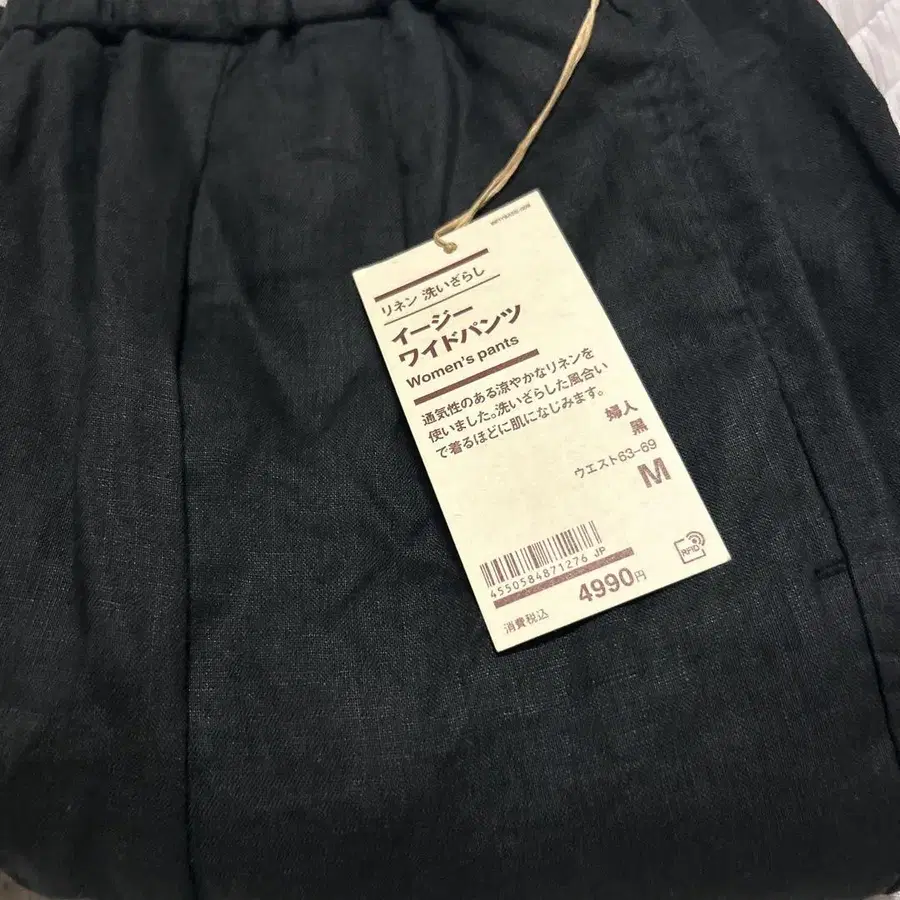 リネン 洗いざらし
イージー
ワイドパンツ
Women's pants
通気性のある涼やかなリネンを
使いました。洗いざらした風合い
で着るほどに肌になじみます。
婦人
黒
ウエスト63–69
M
4550584871276 JP
RFID
4990円
消費税込